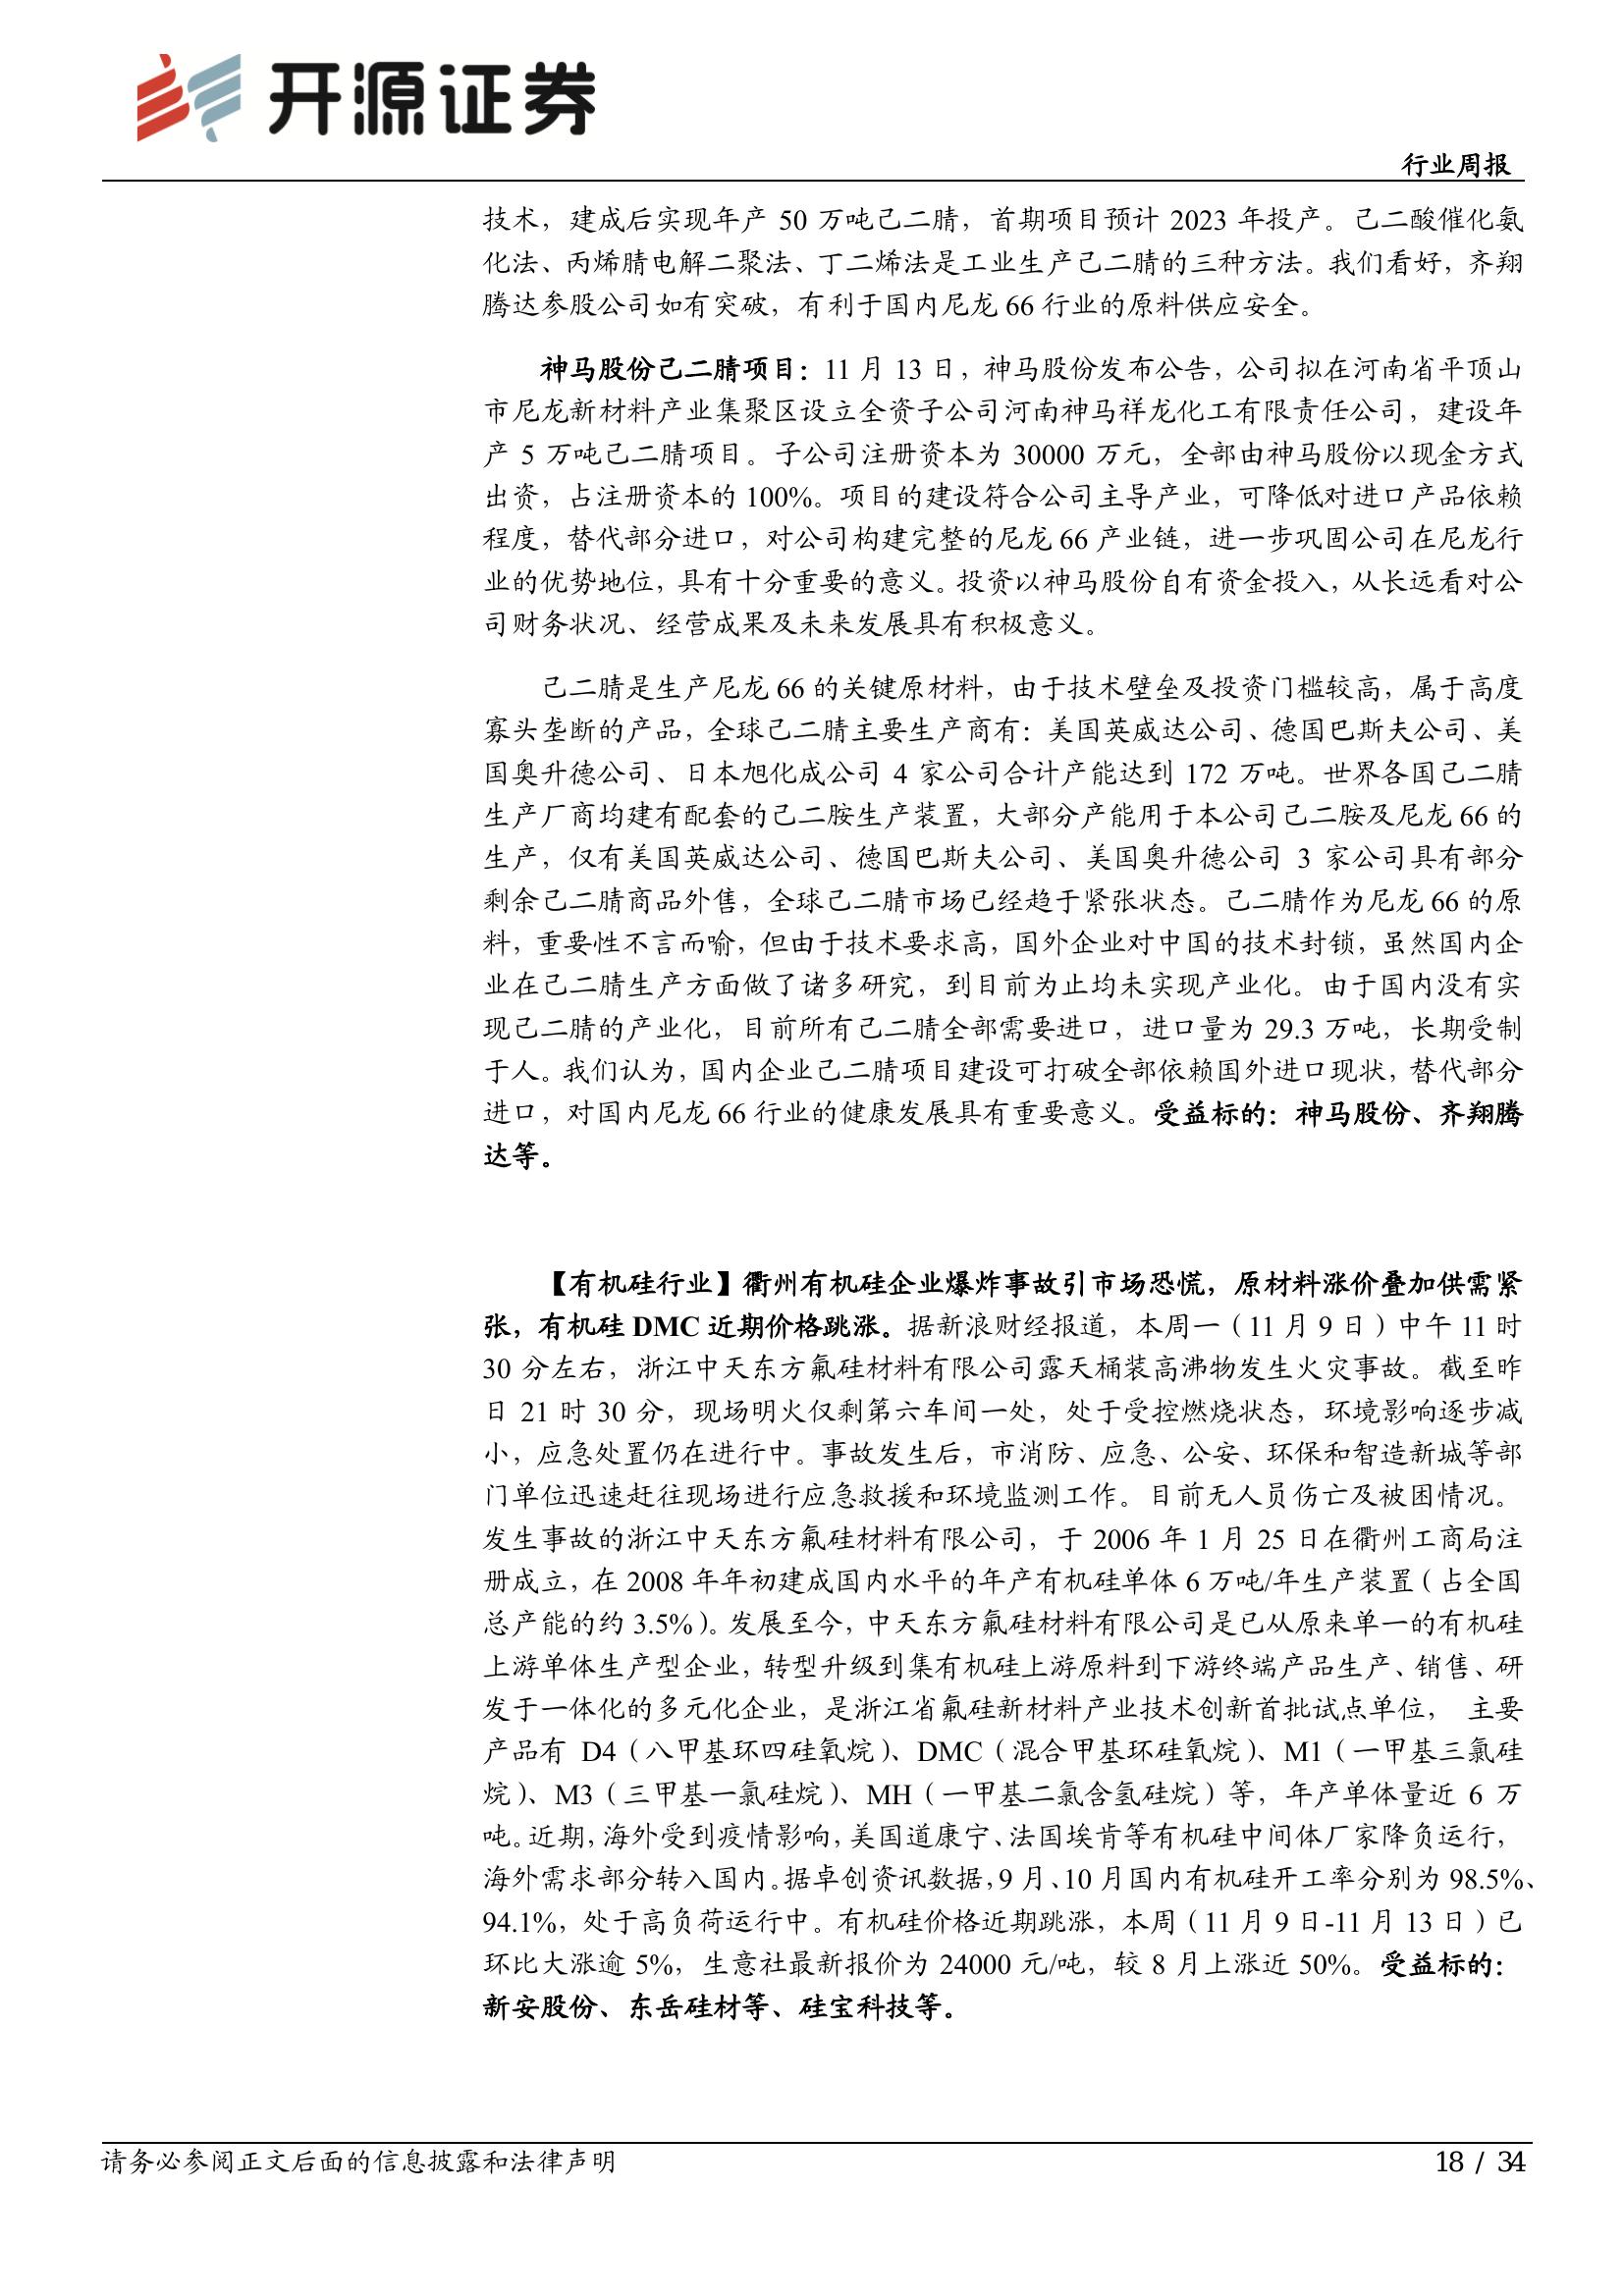 开源证券
行业周报
技术，建成后实现年产 50 万吨己二腈，首期项目预计 2023 年投产。己二酸催化氨
化法、丙烯腈电解二聚法、丁二烯法是工业生产己二腈的三种方法。我们看好，齐翔
腾达参股公司如有突破，有利于国内尼龙 66 行业的原料供应安全。
神马股份己二腈项目：11 月 13 日，神马股份发布公告，公司拟在河南省平顶山
市尼龙新材料产业集聚区设立全资子公司河南神马祥龙化工有限责任公司，建设年
产 5 万吨己二腈项目。子公司注册资本为 30000 万元，全部由神马股份以现金方式
出资，占注册资本的 100%。项目的建设符合公司主导产业，可降低对进口产品依赖
程度，替代部分进口，对公司构建完整的尼龙 66 产业链，进一步巩固公司在尼龙行
业的优势地位，具有十分重要的意义。投资以神马股份自有资金投入，从长远看对公
司财务状况、经营成果及未来发展具有积极意义。
己二腈是生产尼龙 66 的关键原材料，由于技术壁垒及投资门槛较高，属于高度
寡头垄断的产品，全球己二腈主要生产商有：美国英威达公司、德国巴斯夫公司、美
国奥升德公司、日本旭化成公司 4 家公司合计产能达到 172 万吨。世界各国己二腈
生产厂商均建有配套的己二胺生产装置，大部分产能用于本公司己二胺及尼龙 66 的
生产，仅有美国英威达公司、德国巴斯夫公司、美国奥升德公司 3 家公司具有部分
剩余己二腈商品外售，全球己二腈市场已经趋于紧张状态。己二腈作为尼龙 66 的原
料，重要性不言而喻，但由于技术要求高，国外企业对中国的技术封锁，虽然国内企
业在己二腈生产方面做了诸多研究，到目前为止均未实现产业化。由于国内没有实
现己二腈的产业化，目前所有己二腈全部需要进口，进口量为 29.3 万吨，长期受制
于人。我们认为，国内企业己二腈项目建设可打破全部依赖国外进口现状，替代部分
进口，对国内尼龙 66 行业的健康发展具有重要意义。受益标的：神马股份、齐翔腾
达等。
【有机硅行业】衢州有机硅企业爆炸事故引市场恐慌，原材料涨价叠加供需紧
张，有机硅 DMC 近期价格跳涨。据新浪财经报道，本周一（11 月 9 日）中午 11 时
30 分左右，浙江中天东方氟硅材料有限公司露天桶装高沸物发生火灾事故。截至昨
日 21 时 30 分，现场明火仅剩第六车间一处，处于受控燃烧状态，环境影响逐步减
小，应急处置仍在进行中。事故发生后，市消防、应急、公安、环保和智造新城等部
门单位迅速赶往现场进行应急救援和环境监测工作。目前无人员伤亡及被困情况。
发生事故的浙江中天东方氟硅材料有限公司，于 2006 年 1 月 25 日在衢州工商局注
册成立，在 2008 年年初建成国内水平的年产有机硅单体 6 万吨/年生产装置（占全国
总产能的约 3.5%）。发展至今，中天东方氟硅材料有限公司是已从原来单一的有机硅
上游单体生产型企业，转型升级到集有机硅上游原料到下游终端产品生产、销售、研
发于一体化的多元化企业，是浙江省氟硅新材料产业技术创新首批试点单位， 主要
产品有 D4（八甲基环四硅氧烷）、DMC（混合甲基环硅氧烷）、M1（一甲基三氯硅
烷）、M3（三甲基一氯硅烷）、MH（一甲基二氯含氢硅烷）等，年产单体量近 6 万
吨。近期，海外受到疫情影响，美国道康宁、法国埃肯等有机硅中间体厂家降负运行，
海外需求部分转入国内。据卓创资讯数据，9 月、10 月国内有机硅开工率分别为 98.5%、
94.1%，处于高负荷运行中。有机硅价格近期跳涨，本周（11 月 9 日-11 月 13 日）已
环比大涨逾 5%，生意社最新报价为 24000 元/吨，较 8 月上涨近 50%。受益标的：
新安股份、东岳硅材等、硅宝科技等。
请务必参阅正文后面的信息披露和法律声明
18 / 34